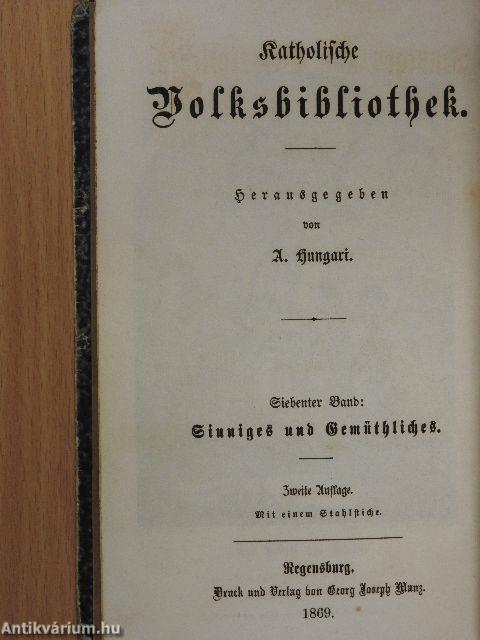 Katholische
Volksbibliothek.
Herausgegeben
von
A. Hungari.
Siebenter Band:
Sinniges und Gemüthliches.
Zweite Auflage.
Mit einem Stahlstiche.
Regensburg.
Druck und Verlag von Georg Joseph Manz.
1869.
Antikvárium.hu